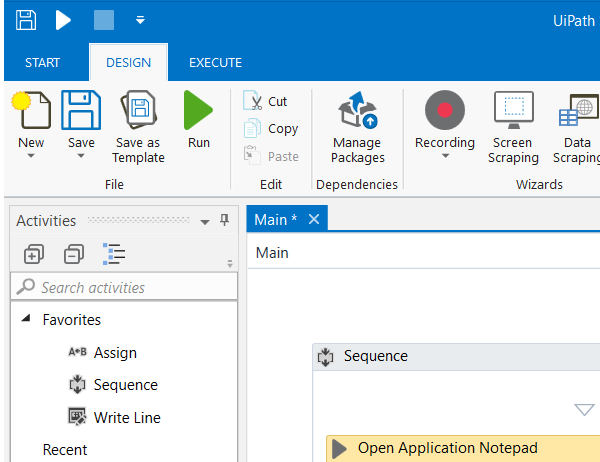 UiPath
START DESIGN EXECUTE
New
Save
Save as
Template
Run
File
Cut
Copy
Paste
Edit
Manage
Packages
Dependencies
Recording
Screen
Scraping
Data
Scraping
Wizards
Activities
Search activities
Favorites
A+B Assign
Sequence
Write Line
Recent
Main *
Main
Sequence
Open Application Notepad